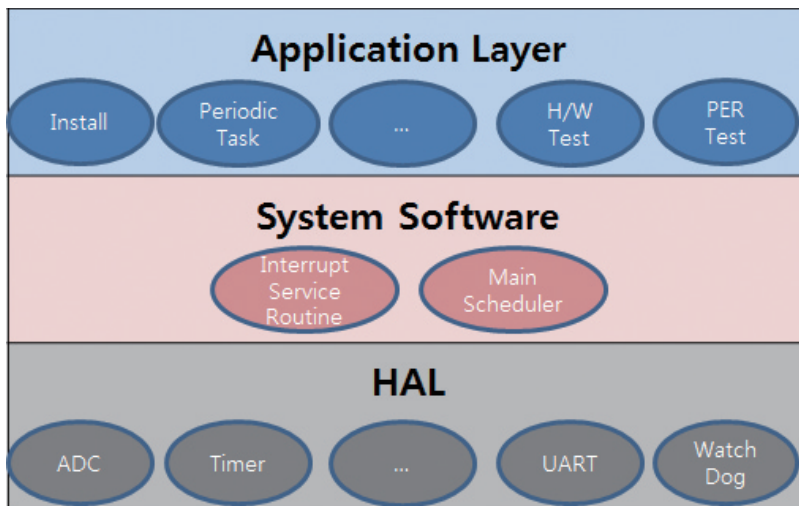 Application Layer
Install
Periodic
Task
...
H/W
Test
PER
Test
System Software
Interrupt
Service
Routine
Main
Scheduler
HAL
ADC
Timer
...
UART
Watch
Dog